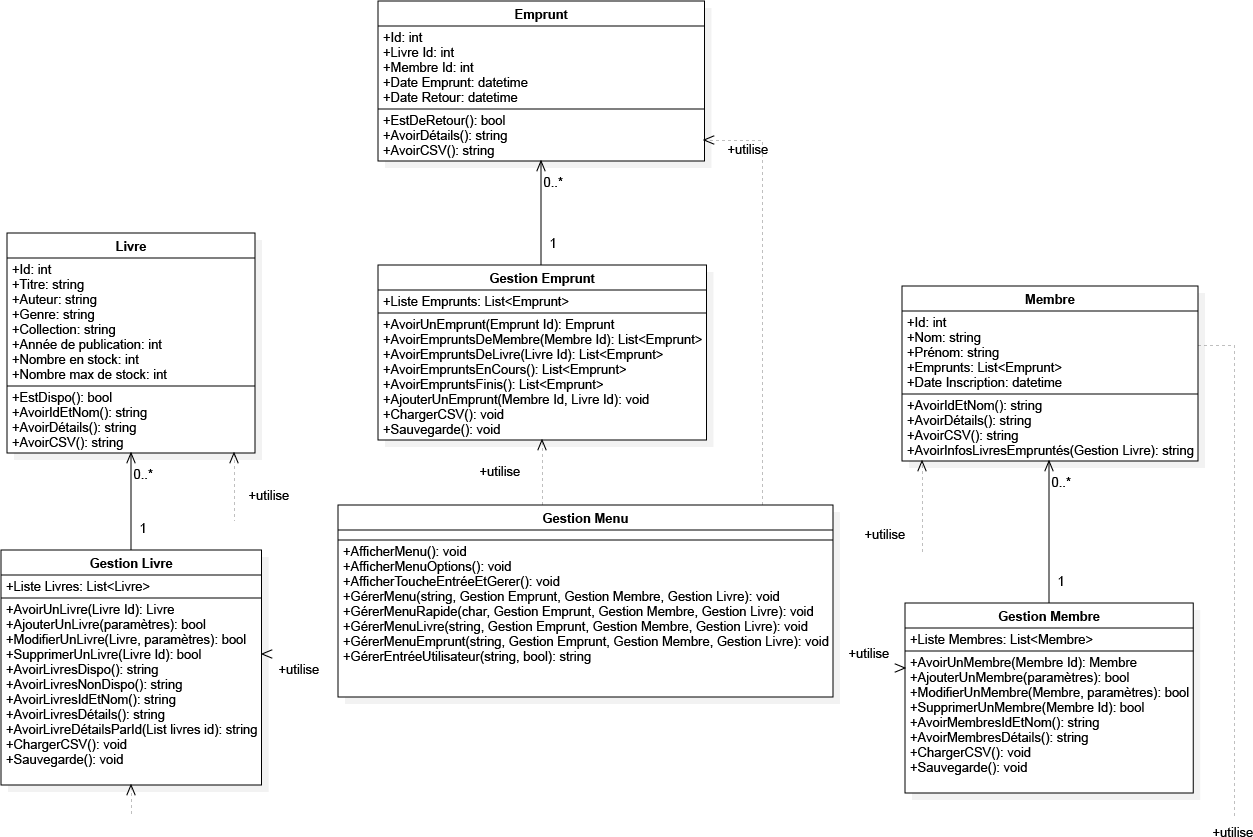 Emprunt
+Id: int
+Livre Id: int
+Membre Id: int
+Date Emprunt: datetime
+Date Retour: datetime
+EstDeRetour(): bool
+AvoirDétails(): string
+AvoirCSV(): string
+utilise
0..*
1
Livre
+Id: int
+Titre: string
+Auteur: string
+Genre: string
+Collection: string
+Année de publication: int
+Nombre en stock: int
+Nombre max de stock: int
+EstDispo(): bool
+AvoirIdEtNom(): string
+AvoirDétails(): string
+AvoirCSV(): string
0..*
+utilise
1
Gestion Emprunt
+Liste Emprunts: List<Emprunt>
+AvoirUnEmprunt(Emprunt Id): Emprunt
+AvoirEmpruntsDeMembre(Membre Id): List<Emprunt>
+AvoirEmpruntsDeLivre(Livre Id): List<Emprunt>
+AvoirEmpruntsEnCours(): List<Emprunt>
+AvoirEmpruntsFinis(): List<Emprunt>
+AjouterUnEmprunt(Membre Id, Livre Id): void
+ChargerCSV(): void
+Sauvegarde(): void
+utilise
Membre
+Id: int
+Nom: string
+Prénom: string
+Emprunts: List<Emprunt>
+Date Inscription: datetime
+AvoirIdEtNom(): string
+AvoirDétails(): string
+AvoirCSV(): string
+AvoirInfosLivresEmpruntés(Gestion Livre): string
0..*
+utilise
1
Gestion Livre
+Liste Livres: List<Livre>
+AvoirUnLivre(Livre Id): Livre
+AjouterUnLivre(paramètres): bool
+ModifierUnLivre(Livre, paramètres): bool
+SupprimerUnLivre(Livre Id): bool
+AvoirLivresDispo(): string
+AvoirLivresNonDispo(): string
+AvoirLivresIdEtNom(): string
+AvoirLivresDétails(): string
+AvoirLivreDétailsParId(List livres id): string
+ChargerCSV(): void
+Sauvegarde(): void
+utilise
Gestion Menu
+AfficherMenu(): void
+AfficherMenuOptions(): void
+AfficherToucheEntréeEtGerer(): void
+GérerMenu(string, Gestion Emprunt, Gestion Membre, Gestion Livre): void
+GérerMenuRapide(char, Gestion Emprunt, Gestion Membre, Gestion Livre): void
+GérerMenuLivre(string, Gestion Emprunt, Gestion Membre, Gestion Livre): void
+GérerMenuEmprunt(string, Gestion Emprunt, Gestion Membre, Gestion Livre): void
+GérerEntréeUtilisateur(string, bool): string
+utilise
Gestion Membre
+Liste Membres: List<Membre>
+AvoirUnMembre(Membre Id): Membre
+AjouterUnMembre(paramètres): bool
+ModifierUnMembre(Membre, paramètres): bool
+SupprimerUnMembre(Membre Id): bool
+AvoirMembresIdEtNom(): string
+AvoirMembresDétails(): string
+ChargerCSV(): void
+Sauvegarde(): void
+utilise